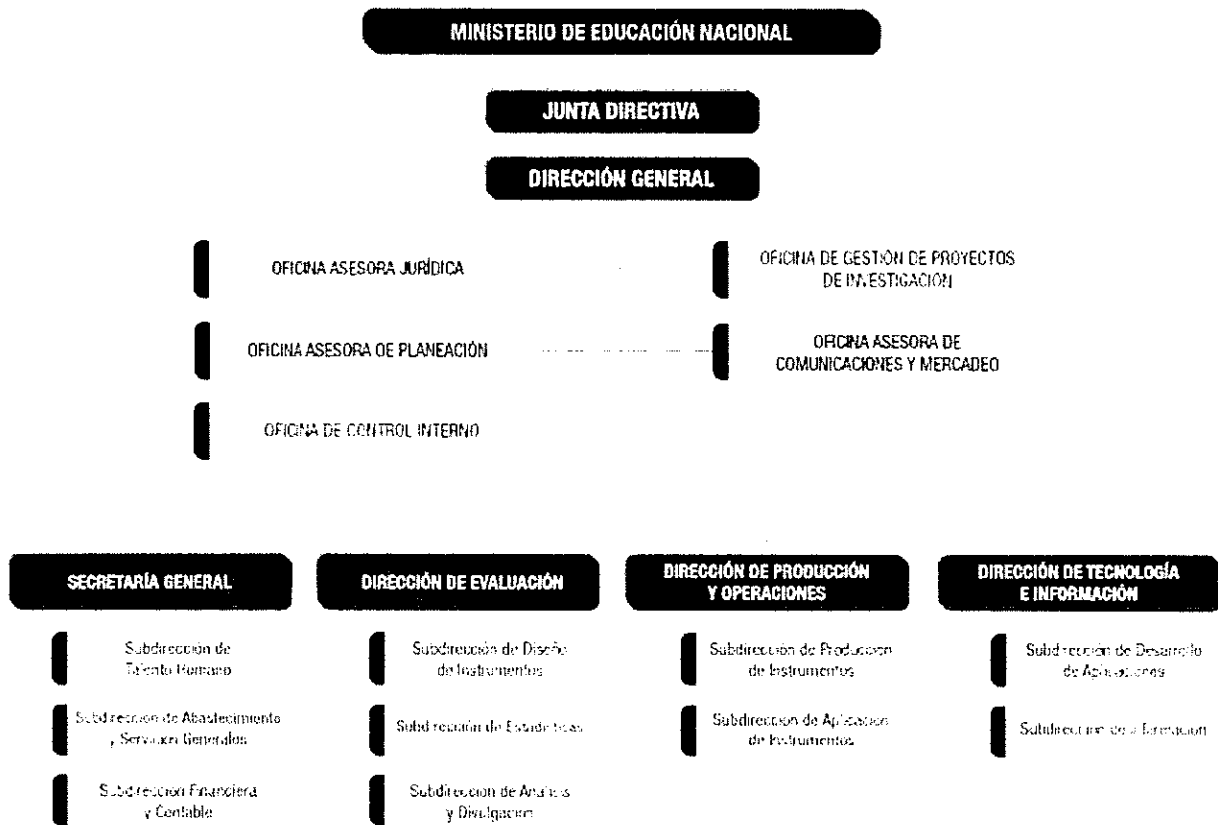 MINISTERIO DE EDUCACIÓN NACIONAL
JUNTA DIRECTIVA
DIRECCIÓN GENERAL
OFICINA ASESORA JURÍDICA
OFICINA DE GESTIÓN DE PROYECTOS
DE INVESTIGACIÓN
OFICINA ASESORA DE PLANEACIÓN
OFICINA ASESORA DE
COMUNICACIONES Y MERCADEO
OFICINA DE CONTROL INTERNO
SECRETARÍA GENERAL
Subdirección de
Talento Humano
Subdirección de Abastecimiento
y Servicios Generales
Subdirección Financiera
y Contable
DIRECCIÓN DE EVALUACIÓN
Subdirección de Diseño
de Instrumentos
Subdirección de Estadísticas
Subdirección de Análisis
y Divulgación
DIRECCIÓN DE PRODUCCIÓN
Y OPERACIONES
Subdirección de Producción
de Instrumentos
Subdirección de Aplicación
de Instrumentos
DIRECCIÓN DE TECNOLOGÍA
E INFORMACIÓN
Subdirección de Desarrollo
de Aplicaciones
Subdirección de Información